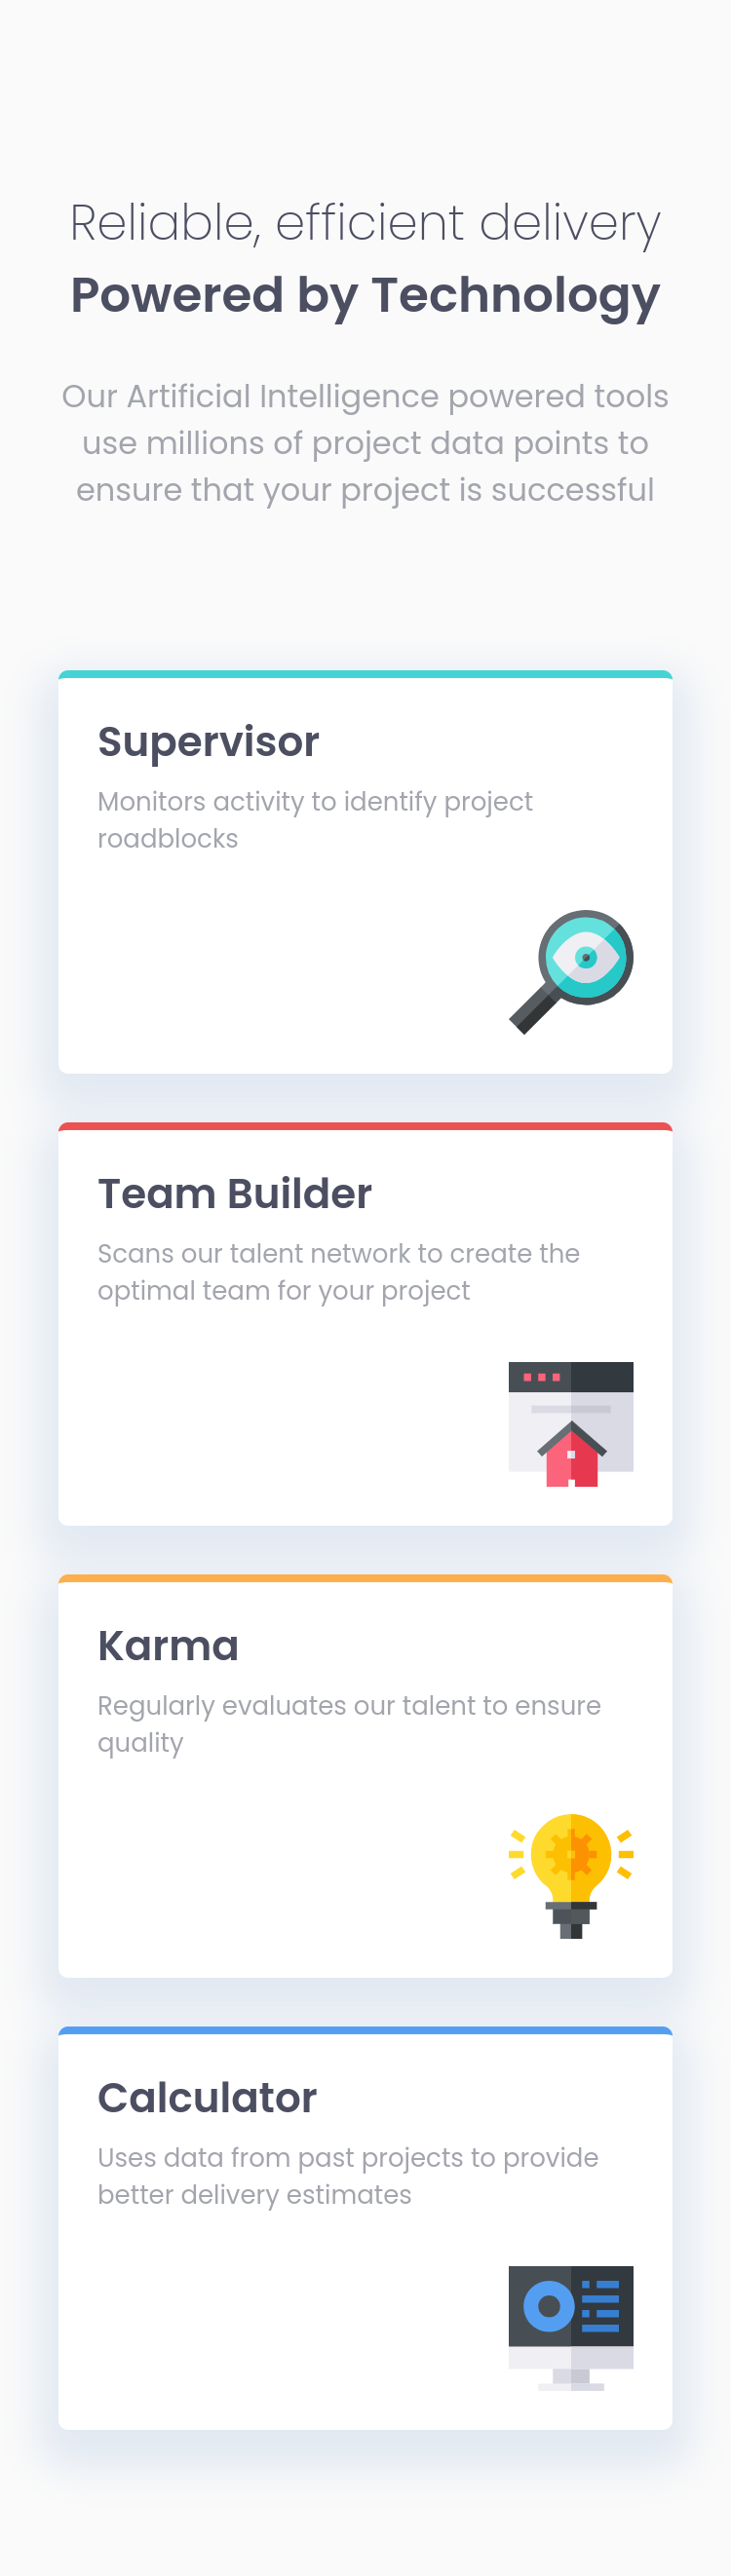 Reliable, efficient delivery
Powered by Technology
Our Artificial Intelligence powered tools
use millions of project data points to
ensure that your project is successful
Supervisor
Monitors activity to identify project
roadblocks
Team Builder
Scans our talent network to create the
optimal team for your project
Karma
Regularly evaluates our talent to ensure
quality
Calculator
Uses data from past projects to provide
better delivery estimates